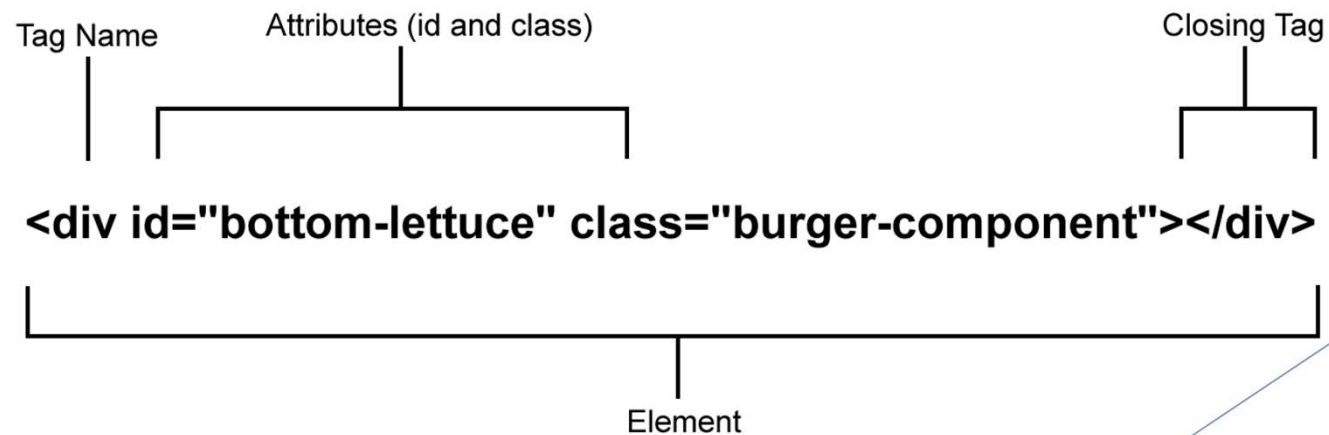 Tag Name
Attributes (id and class)
Closing Tag
<div id="bottom-lettuce" class="burger-component"></div>
Element